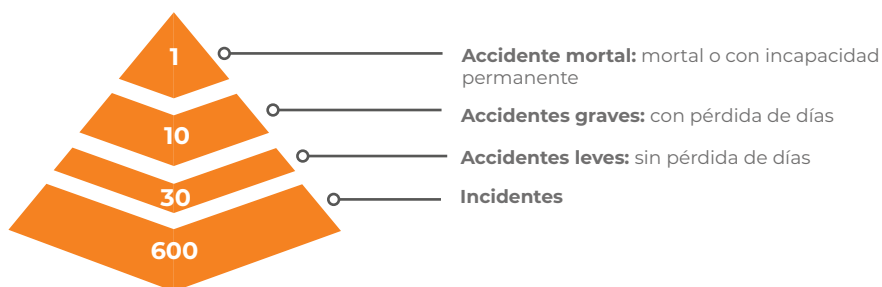 1
Accidente mortal: mortal o con incapacidad
permanente
10
Accidentes graves: con pérdida de días
30
Accidentes leves: sin pérdida de días
600
Incidentes